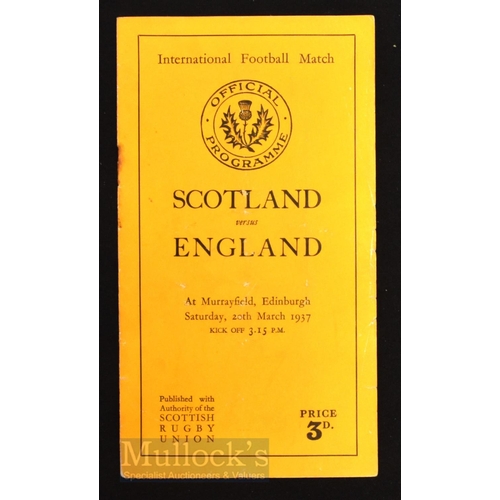 International Football Match
OFFICIAL
PROGRAMME
SCOTLAND
versus
ENGLAND
At Murrayfield, Edinburgh
Saturday, 20th March 1937
KICK OFF 3.15 P.M.
Published with
Authority of the
SCOTTISH
RUGBY
UNION
PRICE
3D.
Mullock's
Specialist Auctioneers & Valuers